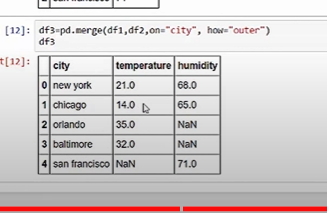 [12]: df3=pd.merge(df1,df2,on="city", how="outer")
df3
t[12]:
city temperature humidity
0 new york 21.0 68.0
1 chicago 14.0 65.0
2 orlando 35.0 NaN
3 baltimore 32.0 NaN
4 san francisco NaN 71.0